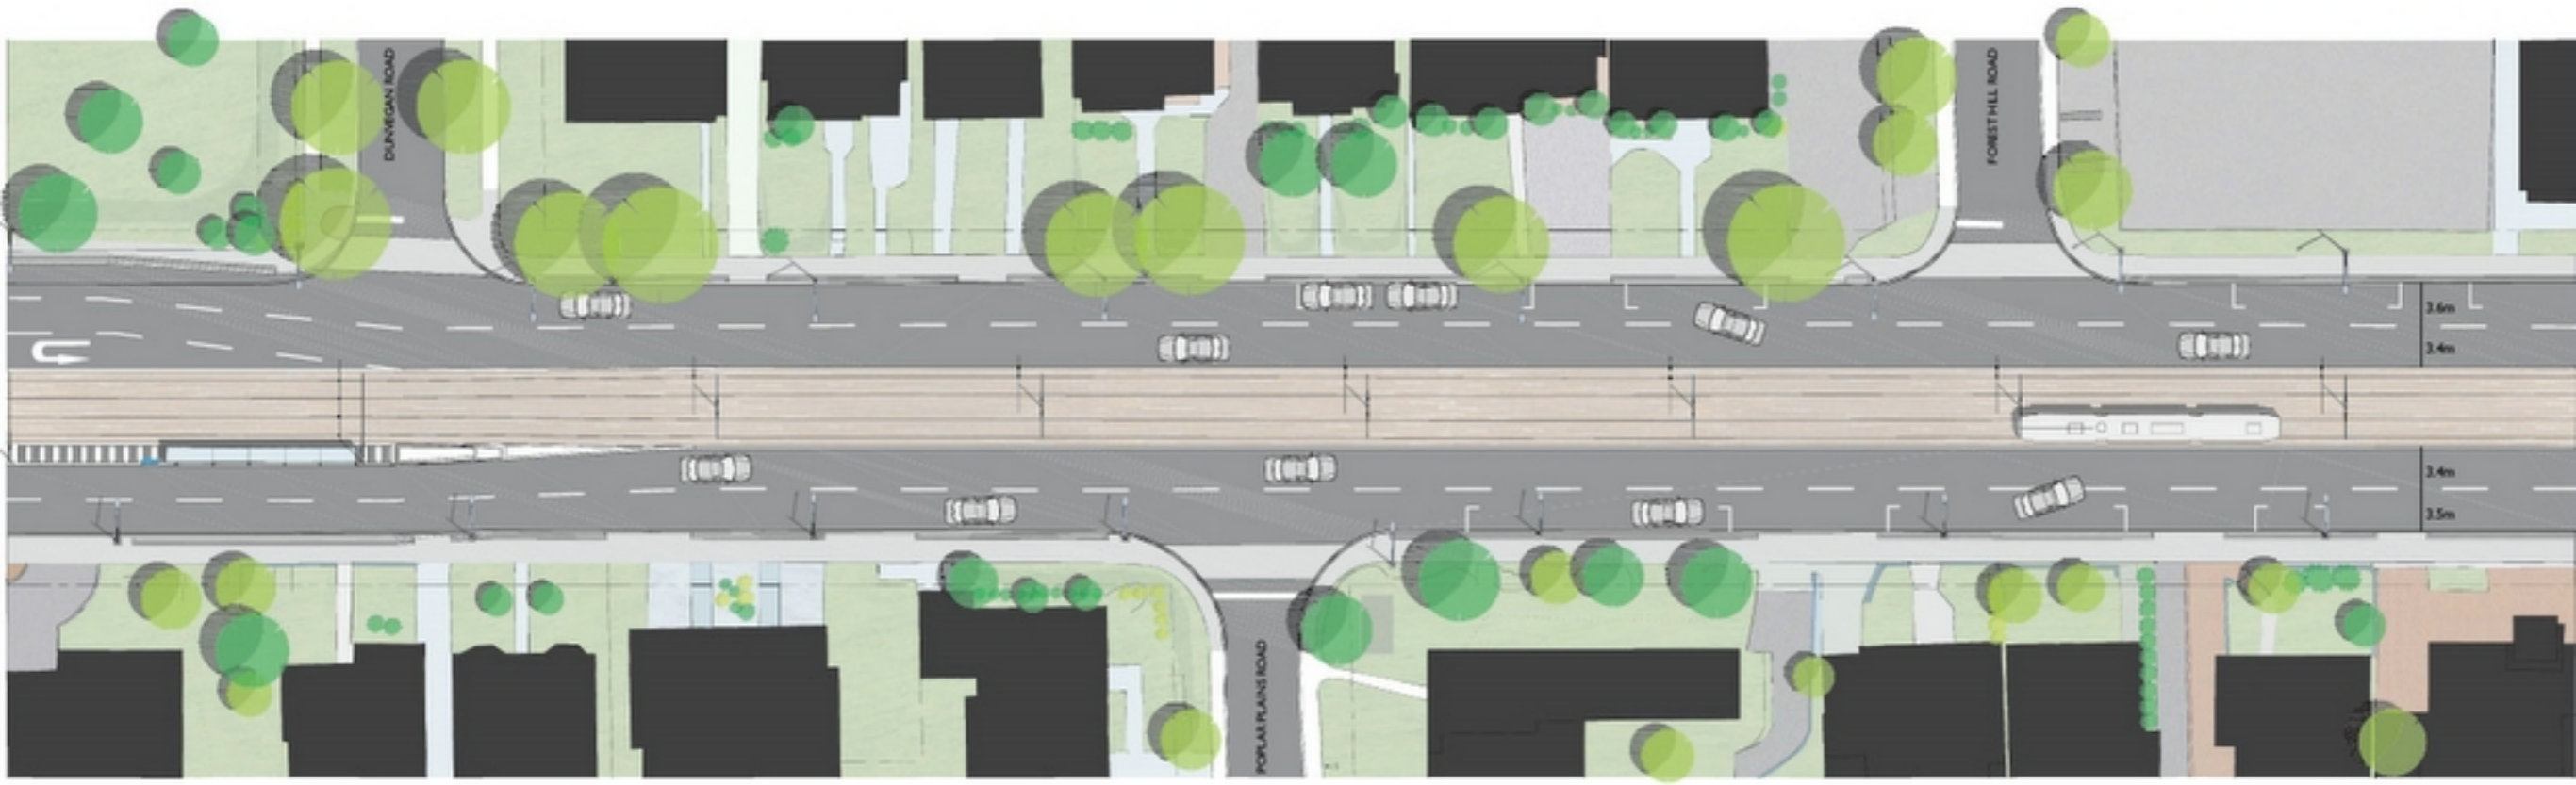 DUNVEGAN ROAD
FOREST HILL ROAD
3.6m
3.4m
3.4m
3.5m
POPLAR PLAINS ROAD